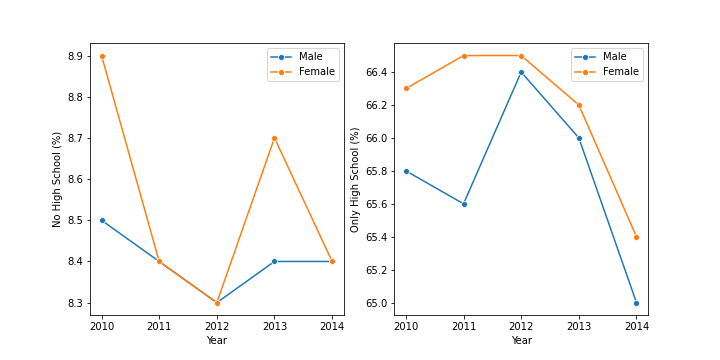 No High School (%)
8.9
8.8
8.7
8.6
8.5
8.4
8.3
2010 2011 2012 2013 2014
Year
Male
Female
Only High School (%)
66.4
66.2
66.0
65.8
65.6
65.4
65.2
65.0
2010 2011 2012 2013 2014
Year
Male
Female